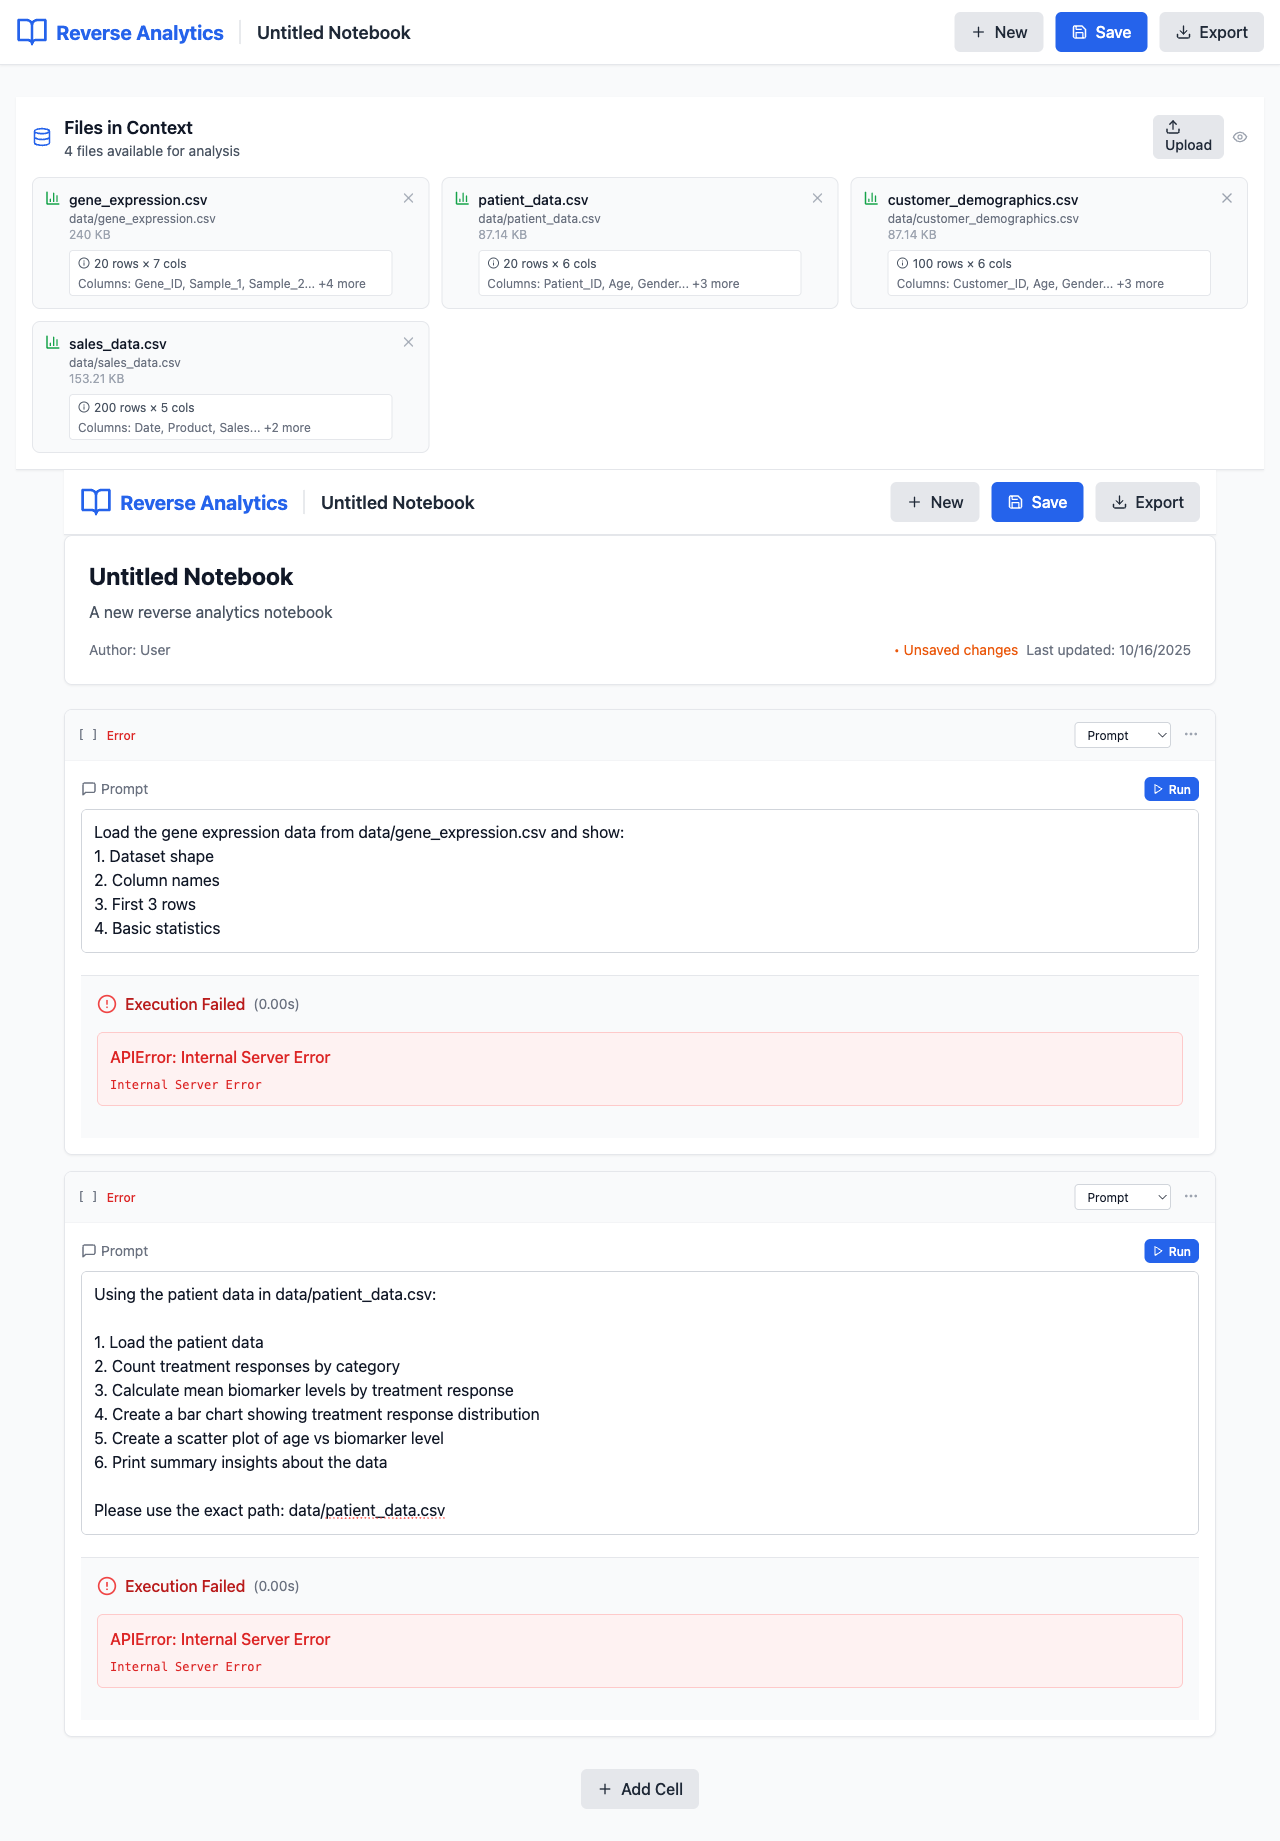 Reverse Analytics
Untitled Notebook
New
Save
Export
Files in Context
4 files available for analysis
Upload
gene_expression.csv
data/gene_expression.csv
240 KB
20 rows × 7 cols
Columns: Gene_ID, Sample_1, Sample_2... +4 more
patient_data.csv
data/patient_data.csv
87.14 KB
20 rows × 6 cols
Columns: Patient_ID, Age, Gender... +3 more
customer_demographics.csv
data/customer_demographics.csv
87.14 KB
100 rows × 6 cols
Columns: Customer_ID, Age, Gender... +3 more
sales_data.csv
data/sales_data.csv
153.21 KB
200 rows × 5 cols
Columns: Date, Product, Sales... +2 more
Reverse Analytics
Untitled Notebook
New
Save
Export
Untitled Notebook
A new reverse analytics notebook
Author: User
• Unsaved changes Last updated: 10/16/2025
[ ] Error
Prompt
Prompt
Run
Load the gene expression data from data/gene_expression.csv and show:
1. Dataset shape
2. Column names
3. First 3 rows
4. Basic statistics
Execution Failed (0.00s)
APIError: Internal Server Error
Internal Server Error
[ ] Error
Prompt
Prompt
Run
Using the patient data in data/patient_data.csv:
1. Load the patient data
2. Count treatment responses by category
3. Calculate mean biomarker levels by treatment response
4. Create a bar chart showing treatment response distribution
5. Create a scatter plot of age vs biomarker level
6. Print summary insights about the data
Please use the exact path: data/patient_data.csv
Execution Failed (0.00s)
APIError: Internal Server Error
Internal Server Error
Add Cell